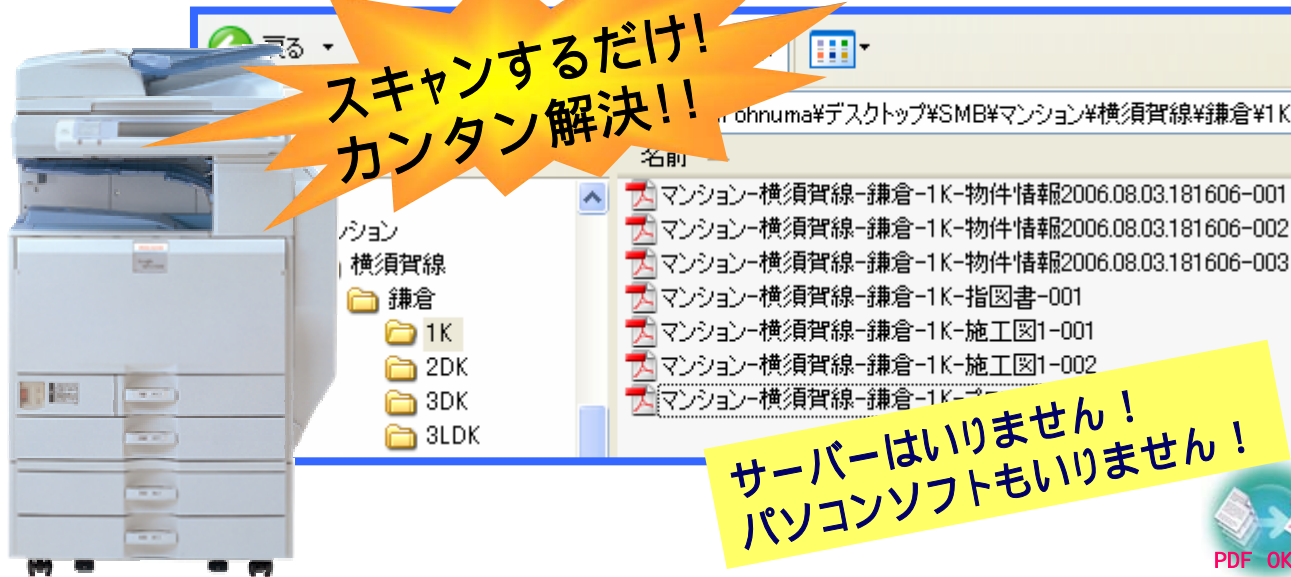 戻る
スキャンするだけ!
カンタン解決!!
ohnuma¥デスクトップ¥SMB¥マンション¥横須賀線¥鎌倉¥1K
名前
ンション
横須賀線
鎌倉
1K
2DK
3DK
3LDK
マンション-横須賀線-鎌倉-1K-物件情報2006.08.03.181606-001
マンション-横須賀線-鎌倉-1K-物件情報2006.08.03.181606-002
マンション-横須賀線-鎌倉-1K-物件情報2006.08.03.181606-003
マンション-横須賀線-鎌倉-1K-指図書-001
マンション-横須賀線-鎌倉-1K-施工図1-001
マンション-横須賀線-鎌倉-1K-施工図1-002
マンション-横須賀線-鎌倉-1K-
サーバーはいりません！
パソコンソフトもいりません！
PDF OK